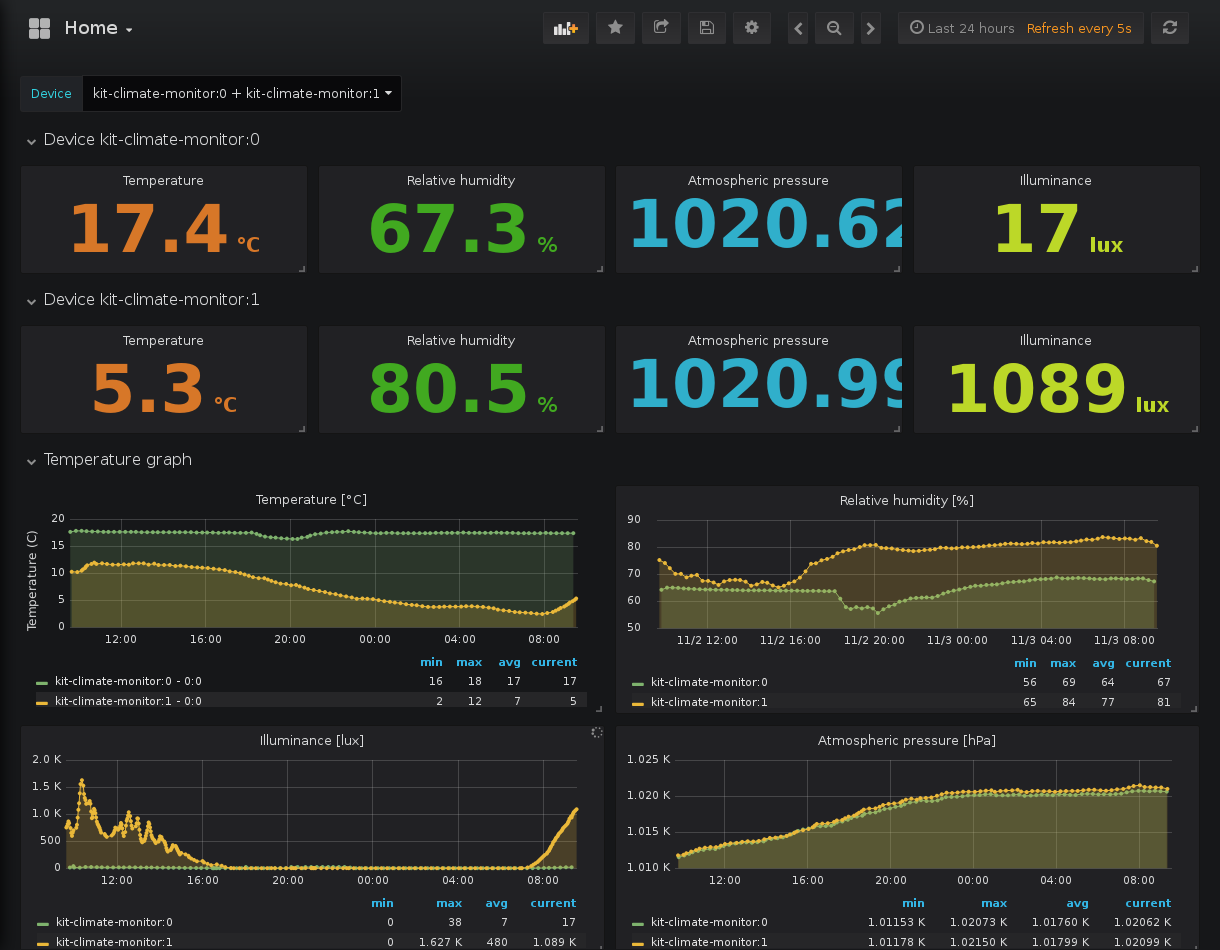 Home
Last 24 hours Refresh every 5s
Device kit-climate-monitor:0 + kit-climate-monitor:1
Device kit-climate-monitor:0
Temperature Relative humidity Atmospheric pressure Illuminance
17.4 °C 67.3 % 1020.62 17 lux
Device kit-climate-monitor:1
Temperature Relative humidity Atmospheric pressure Illuminance
5.3 °C 80.5 % 1020.99 1089 lux
Temperature graph
Temperature [°C]
Temperature (C)
20
15
10
5
0
12:00 16:00 20:00 00:00 04:00 08:00
min max avg current
kit-climate-monitor:0 - 0:0 16 18 17 17
kit-climate-monitor:1 - 0:0 2 12 7 5
Relative humidity [%]
90
80
70
60
50
11/2 12:00 11/2 16:00 11/2 20:00 11/3 00:00 11/3 04:00 11/3 08:00
min max avg current
kit-climate-monitor:0 56 69 64 67
kit-climate-monitor:1 65 84 77 81
Illuminance [lux]
2.0 K
1.5 K
1.0 K
500
0
12:00 16:00 20:00 00:00 04:00 08:00
min max avg current
kit-climate-monitor:0 0 38 7 17
kit-climate-monitor:1 0 1.627 K 480 1.089 K
Atmospheric pressure [hPa]
1.025 K
1.020 K
1.015 K
1.010 K
12:00 16:00 20:00 00:00 04:00 08:00
min max avg current
kit-climate-monitor:0 1.01153 K 1.02073 K 1.01760 K 1.02062 K
kit-climate-monitor:1 1.01178 K 1.02150 K 1.01799 K 1.02099 K